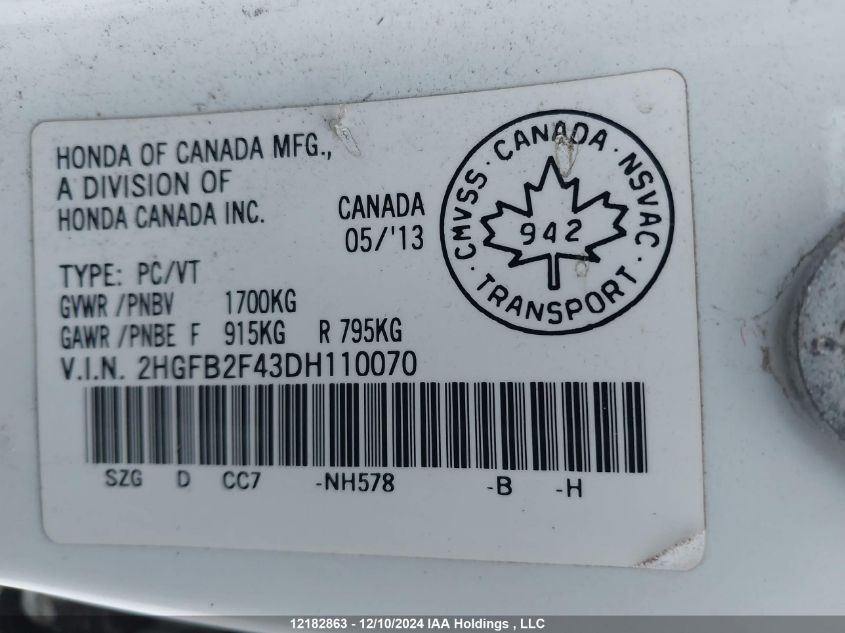 HONDA OF CANADA MFG.,
A DIVISION OF
HONDA CANADA INC.
CANADA
05/'13
CMVSS · CANADA · NSVAC ·
942
TRANSPORT
TYPE: PC/VT
GVWR /PNBV 1700KG
GAWR /PNBE F 915KG R 795KG
V.I.N. 2HGFB2F43DH110070
SZG D CC7 -NH578 -B -H
12182863 - 12/10/2024 IAA Holdings , LLC